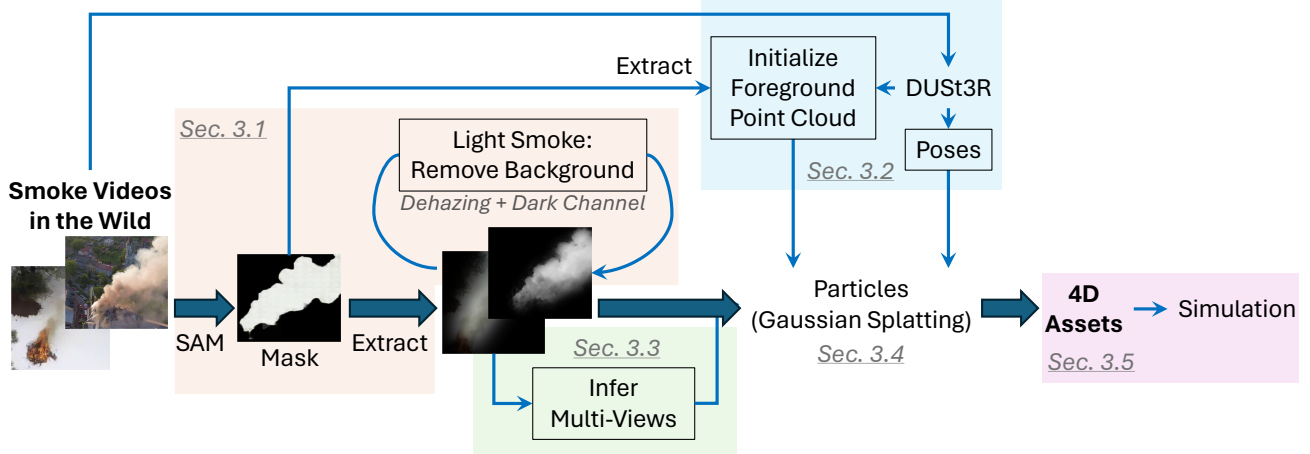 Smoke Videos
in the Wild
SAM
Sec. 3.1
Mask
Extract
Light Smoke:
Remove Background
Dehazing + Dark Channel
Extract
Initialize
Foreground
Point Cloud
DUSt3R
Poses
Sec. 3.2
Sec. 3.3
Infer
Multi-Views
Particles
(Gaussian Splatting)
Sec. 3.4
4D
Assets
Simulation
Sec. 3.5